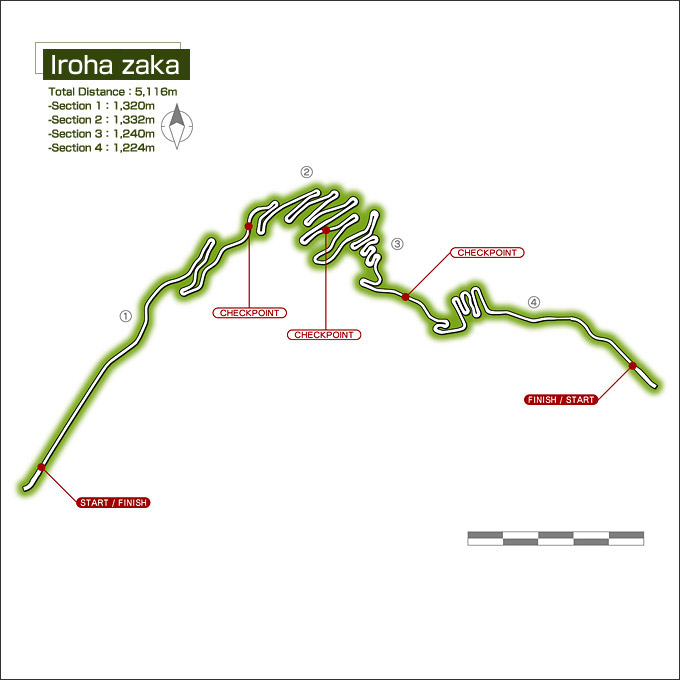 Iroha zaka
Total Distance : 5,116m
-Section 1 : 1,320m
-Section 2 : 1,332m
-Section 3 : 1,240m
-Section 4 : 1,224m
②
③
CHECKPOINT
④
①
CHECKPOINT
CHECKPOINT
FINISH / START
START / FINISH